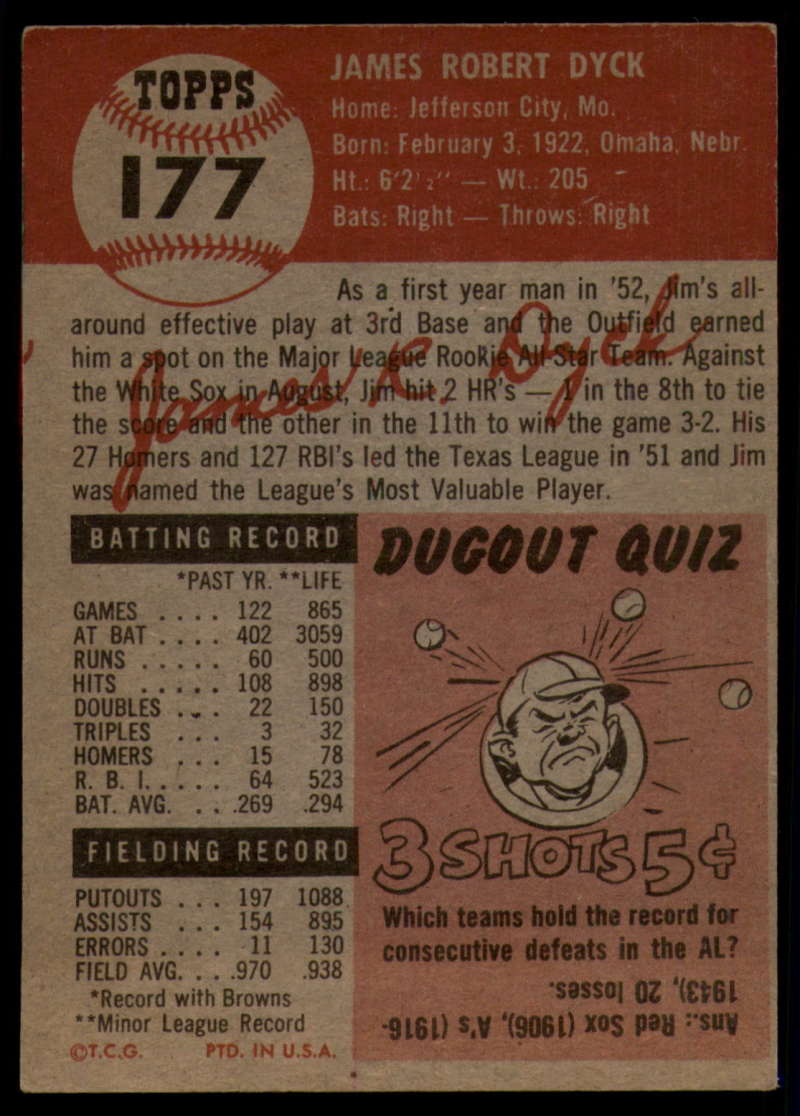 TOPPS
177
JAMES ROBERT DYCK
Home: Jefferson City, Mo.
Born: February 3, 1922, Omaha, Nebr.
Ht.: 6'2½" — Wt.: 205
Bats: Right — Throws: Right
As a first year man in '52, Jim's all-
around effective play at 3rd Base and the Outfield earned
him a spot on the Major League Rookie All-Star Team. Against
the White Sox in August, Jim hit 2 HR's — 1 in the 8th to tie
the score and the other in the 11th to win the game 3-2. His
27 Homers and 127 RBI's led the Texas League in '51 and Jim
was named the League's Most Valuable Player.
James R Dyck
BATTING RECORD
*PAST YR. **LIFE
GAMES .... 122 865
AT BAT .... 402 3059
RUNS ..... 60 500
HITS ..... 108 898
DOUBLES ... 22 150
TRIPLES ... 3 32
HOMERS ... 15 78
R. B. I. .... 64 523
BAT. AVG. .. .269 .294
FIELDING RECORD
PUTOUTS ... 197 1088
ASSISTS ... 154 895
ERRORS .... 11 130
FIELD AVG. ... .970 .938
*Record with Browns
**Minor League Record
©T.C.G. PTD. IN U.S.A.
DUGOUT QUIZ
3 SHOTS 5¢
Which teams hold the record for
consecutive defeats in the AL?
Ans.: Red Sox (1906), A's (1916-
1943), 20 losses.